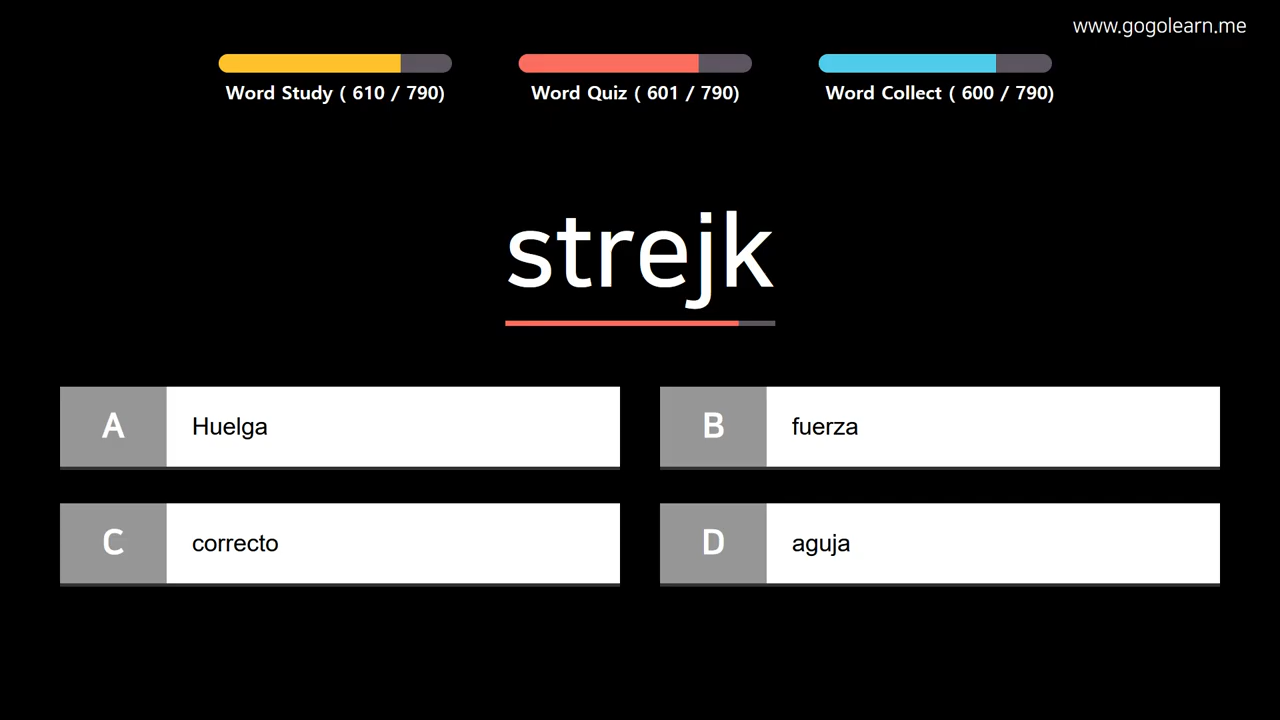 www.gogolearn.me
Word Study ( 610 / 790)
Word Quiz ( 601 / 790)
Word Collect ( 600 / 790)
strejk
A Huelga
B fuerza
C correcto
D aguja